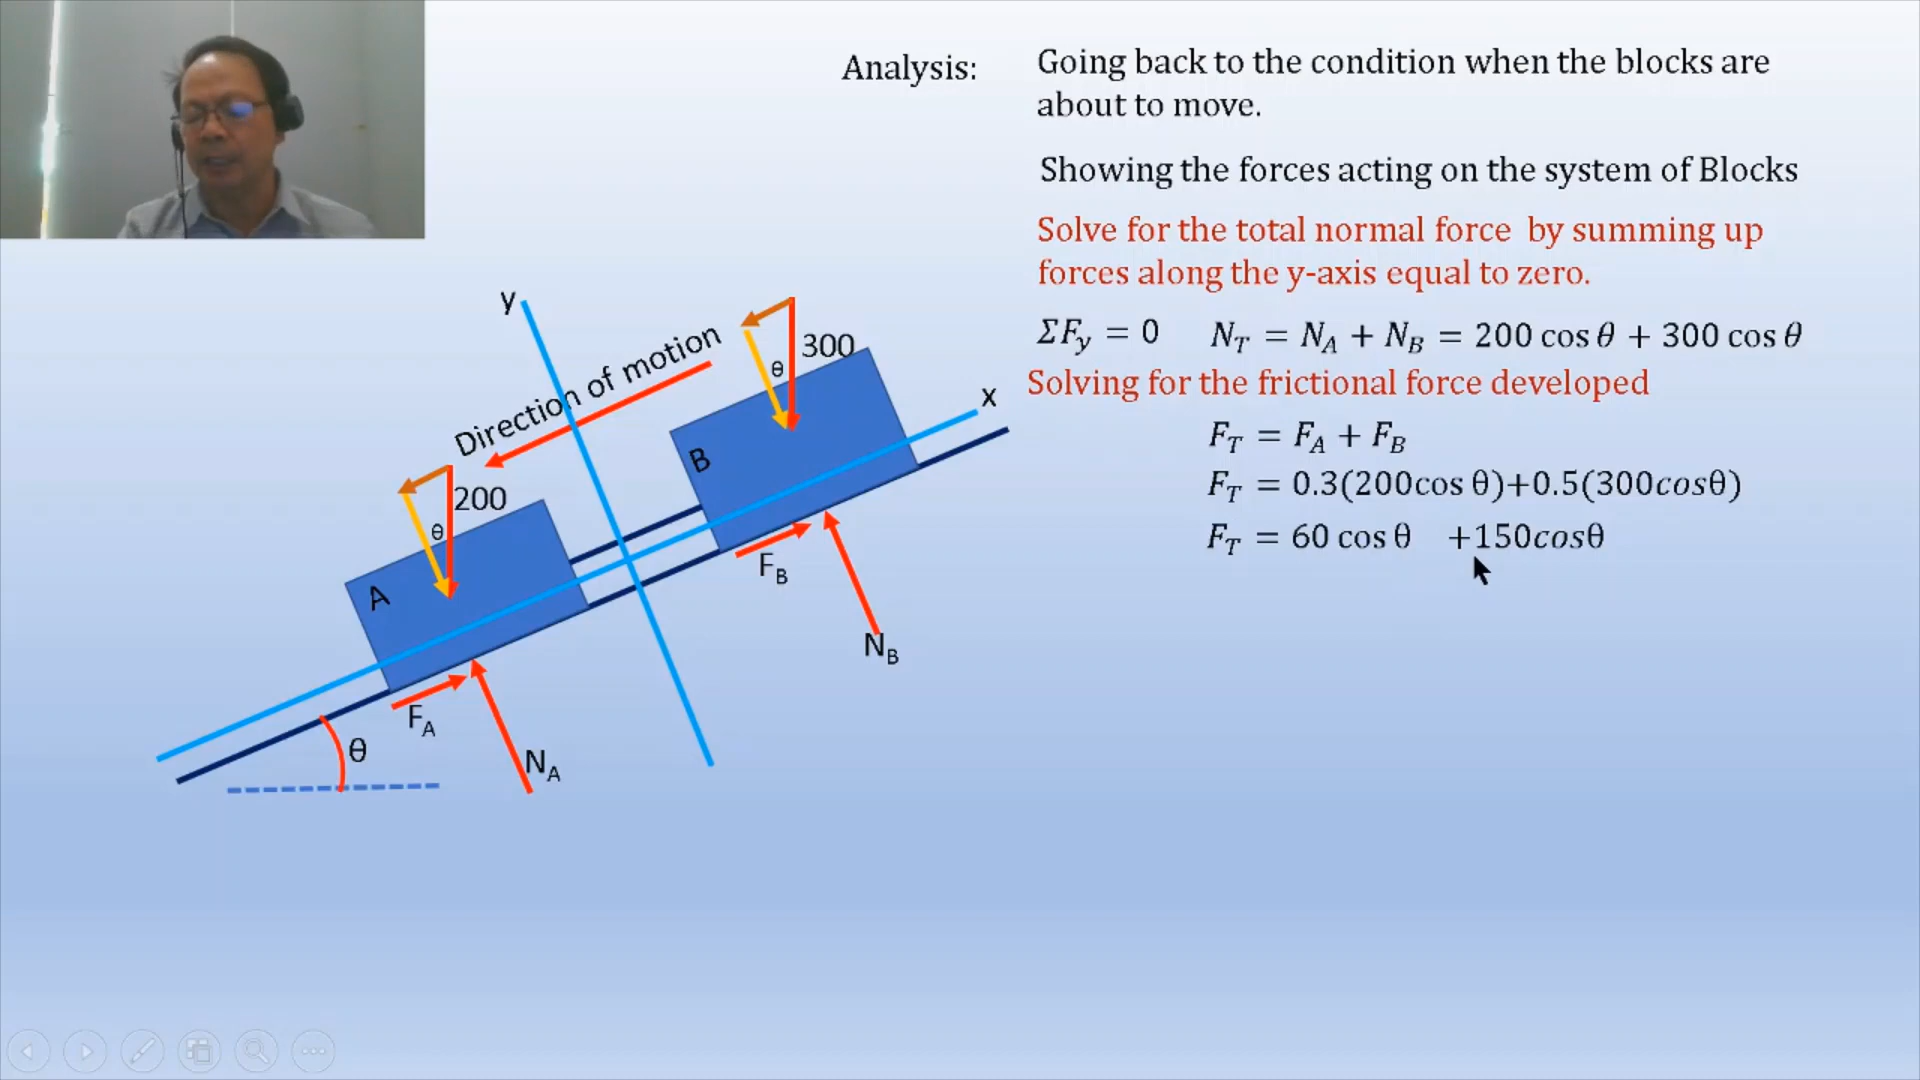 Analysis:
Going back to the condition when the blocks are
about to move.
Showing the forces acting on the system of Blocks
Solve for the total normal force by summing up
forces along the y-axis equal to zero.
ΣF_y = 0   N_T = N_A + N_B = 200 cos θ + 300 cos θ
Solving for the frictional force developed
F_T = F_A + F_B
F_T = 0.3(200cos θ)+0.5(300cosθ)
F_T = 60 cos θ   +150cosθ
y
Direction of motion
300
θ
x
B
200
θ
A
F_B
N_B
F_A
θ
N_A